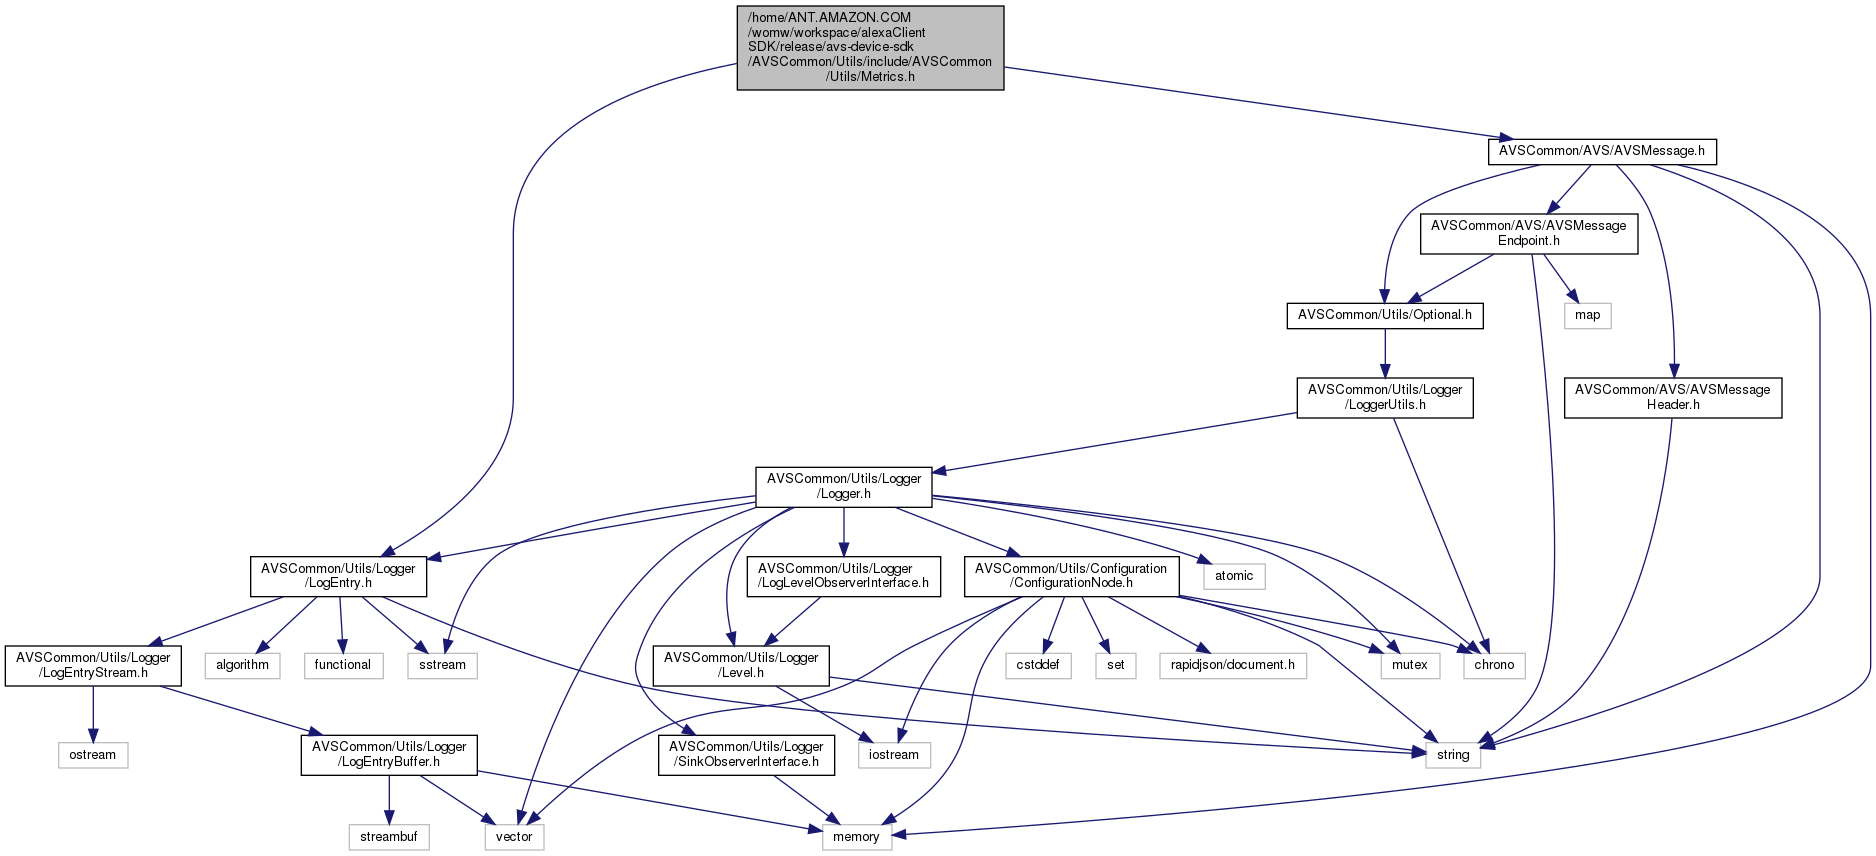 /home/ANT.AMAZON.COM
/womw/workspace/alexaClient
SDK/release/avs-device-sdk
/AVSCommon/Utils/include/AVSCommon
/Utils/Metrics.h
AVSCommon/AVS/AVSMessage.h
AVSCommon/AVS/AVSMessage
Endpoint.h
AVSCommon/Utils/Optional.h
map
AVSCommon/Utils/Logger
/LoggerUtils.h
AVSCommon/AVS/AVSMessage
Header.h
AVSCommon/Utils/Logger
/Logger.h
AVSCommon/Utils/Logger
/LogEntry.h
AVSCommon/Utils/Logger
/LogLevelObserverInterface.h
AVSCommon/Utils/Configuration
/ConfigurationNode.h
atomic
AVSCommon/Utils/Logger
/LogEntryStream.h
algorithm
functional
sstream
AVSCommon/Utils/Logger
/Level.h
cstddef
set
rapidjson/document.h
mutex
chrono
ostream
AVSCommon/Utils/Logger
/LogEntryBuffer.h
AVSCommon/Utils/Logger
/SinkObserverInterface.h
iostream
string
streambuf
vector
memory